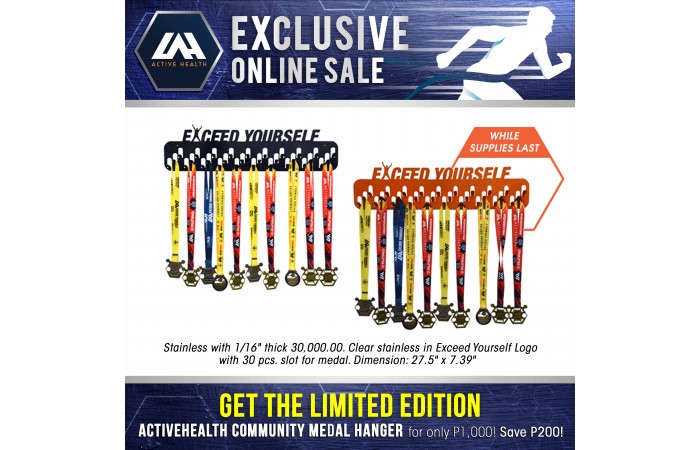 ACTIVE HEALTH
EXCLUSIVE
ONLINE SALE
WHILE
SUPPLIES LAST
EXCEED YOURSELF
EXCEED YOURSELF
Stainless with 1/16" thick 30,000.00. Clear stainless in Exceed Yourself Logo
with 30 pcs. slot for medal. Dimension: 27.5" x 7.39"
GET THE LIMITED EDITION
ACTIVEHEALTH COMMUNITY MEDAL HANGER for only P1,000! Save P200!